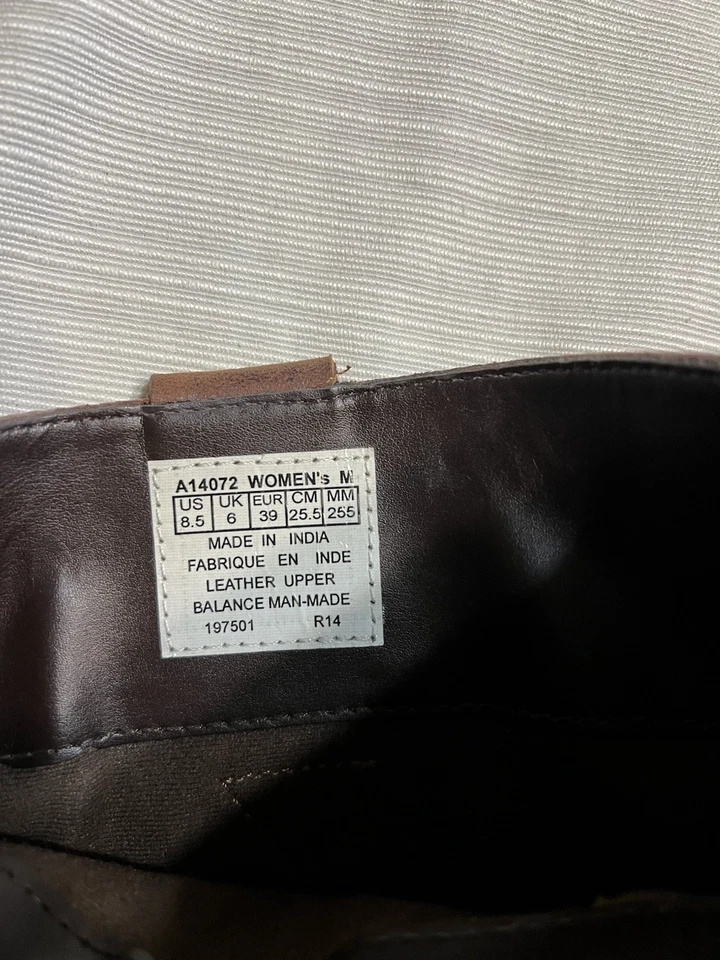 A14072 WOMEN's M
US UK EUR CM MM
8.5 6 39 25.5 255
MADE IN INDIA
FABRIQUE EN INDE
LEATHER UPPER
BALANCE MAN-MADE
197501 R14